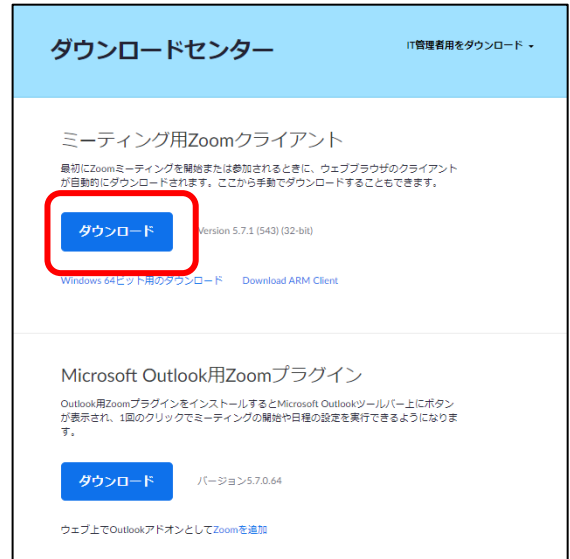 ダウンロードセンター
IT管理者用をダウンロード
ミーティング用Zoomクライアント
最初にZoomミーティングを開始または参加されるときに、ウェブブラウザのクライアント
が自動的にダウンロードされます。ここから手動でダウンロードすることもできます。
ダウンロード
Version 5.7.1 (543) (32-bit)
Windows 64ビット用のダウンロード Download ARM Client
Microsoft Outlook用Zoomプラグイン
Outlook用ZoomプラグインをインストールするとMicrosoft Outlookツールバー上にボタン
が表示され、1回のクリックでミーティングの開始や日程の設定を実行できるようになりま
す。
ダウンロード
バージョン5.7.0.64
ウェブ上でOutlookアドオンとしてZoomを追加